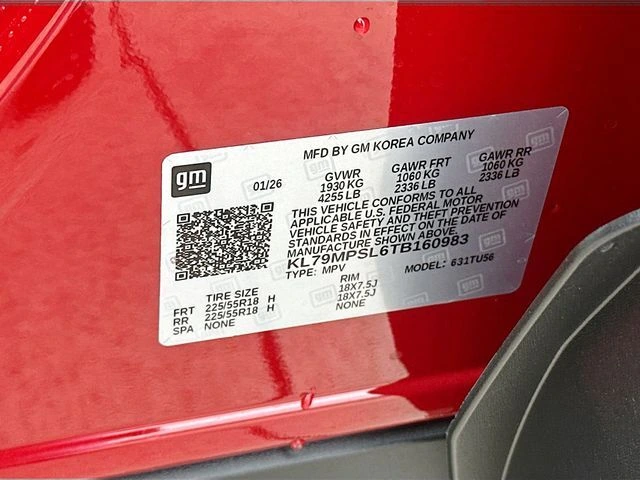 MFD BY GM KOREA COMPANY
gm
01/26
GVWR GAWR FRT GAWR RR
1930 KG 1060 KG 1060 KG
4255 LB 2336 LB 2336 LB
THIS VEHICLE CONFORMS TO ALL
APPLICABLE U.S. FEDERAL MOTOR
VEHICLE SAFETY AND THEFT PREVENTION
STANDARDS IN EFFECT ON THE DATE OF
MANUFACTURE SHOWN ABOVE.
KL79MPSL6TB160983
TYPE: MPV MODEL: 631TU56
TIRE SIZE RIM
FRT 225/55R18 H 18X7.5J
RR 225/55R18 H 18X7.5J
SPA NONE NONE